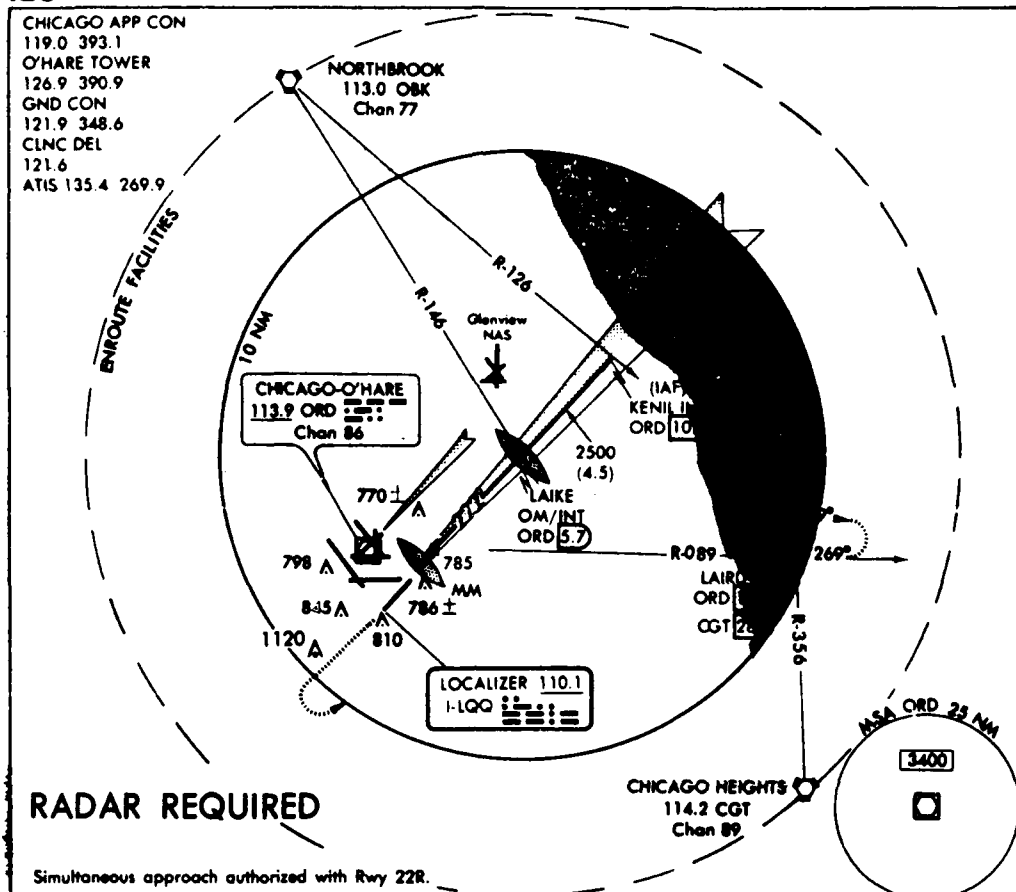 CHICAGO APP CON
119.0 393.1
O'HARE TOWER
126.9 390.9
GND CON
121.9 348.6
CLNC DEL
121.6
ATIS 135.4 269.9
NORTHBROOK
113.0 OBK
Chan 77
ENROUTE FACILITIES
10 NM
R-126
R-146
Glenview
NAS
CHICAGO-O'HARE
113.9 ORD
Chan 86
(IAF)
KENIL
ORD 10
2500
(4.5)
LAIKE
OM/INT
ORD 5.7
770±
798
785
MM
845
786±
1120
810
R-089
269°
ORD
CGT
R-356
LOCALIZER 110.1
I-LQQ
MSA ORD 25 NM
3400
CHICAGO HEIGHTS
114.2 CGT
Chan 89
RADAR REQUIRED
Simultaneous approach authorized with Rwy 22R.